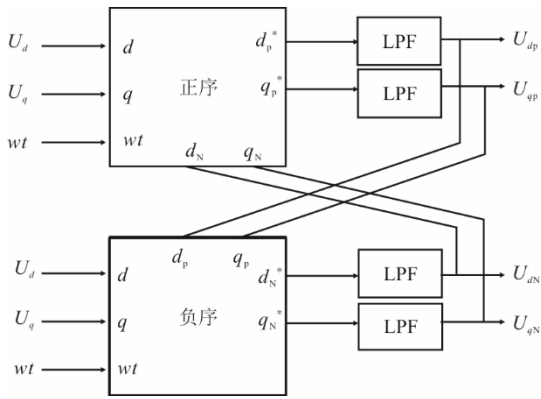 U_d d d_p^* LPF U_dp
U_q q 正序 q_p^* LPF U_qp
wt wt
d_N q_N
d_p q_p
U_d d d_N^* LPF U_dN
U_q q 负序 q_N^* LPF U_qN
wt wt